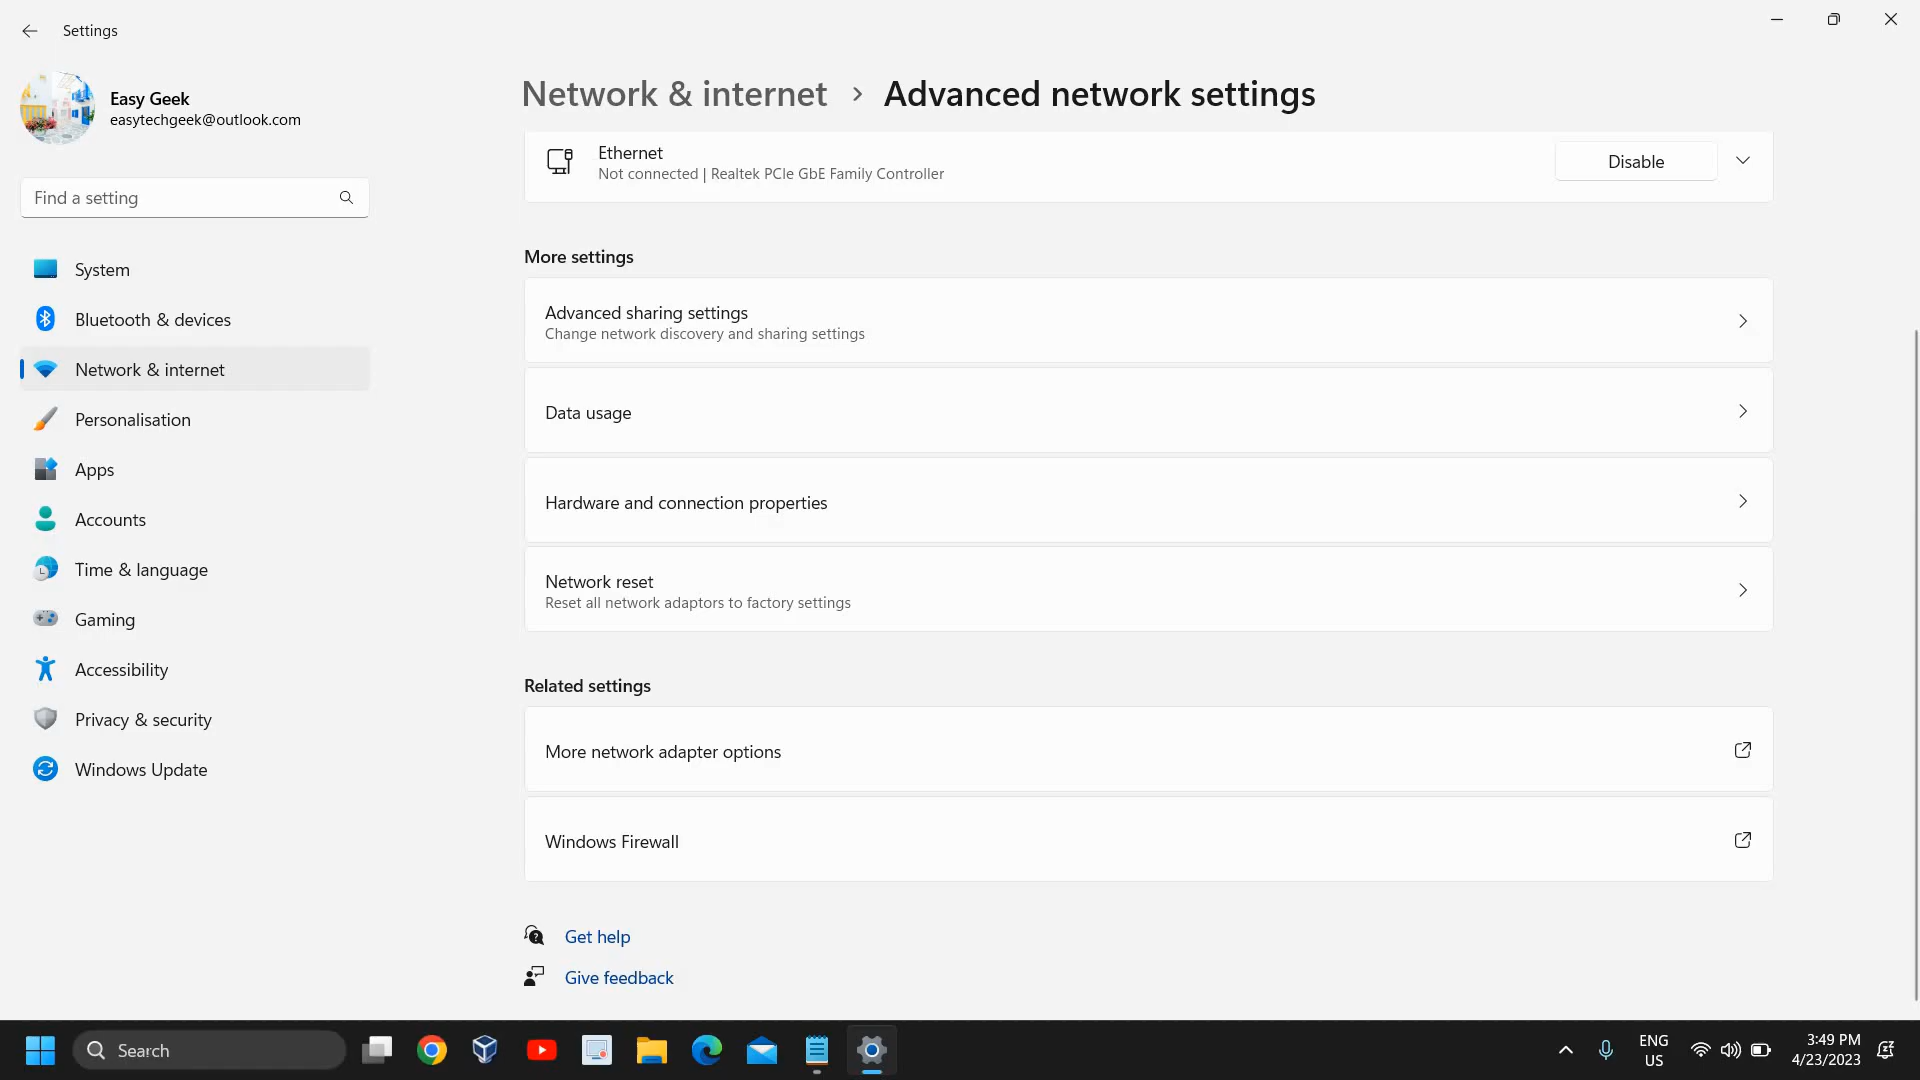 Settings
Easy Geek
easytechgeek@outlook.com
Find a setting
System
Bluetooth & devices
Network & internet
Personalisation
Apps
Accounts
Time & language
Gaming
Accessibility
Privacy & security
Windows Update
Network & internet > Advanced network settings
Ethernet
Not connected | Realtek PCIe GbE Family Controller
Disable
More settings
Advanced sharing settings
Change network discovery and sharing settings
Data usage
Hardware and connection properties
Network reset
Reset all network adaptors to factory settings
Related settings
More network adapter options
Windows Firewall
Get help
Give feedback
Search
ENG
US
3:49 PM
4/23/2023